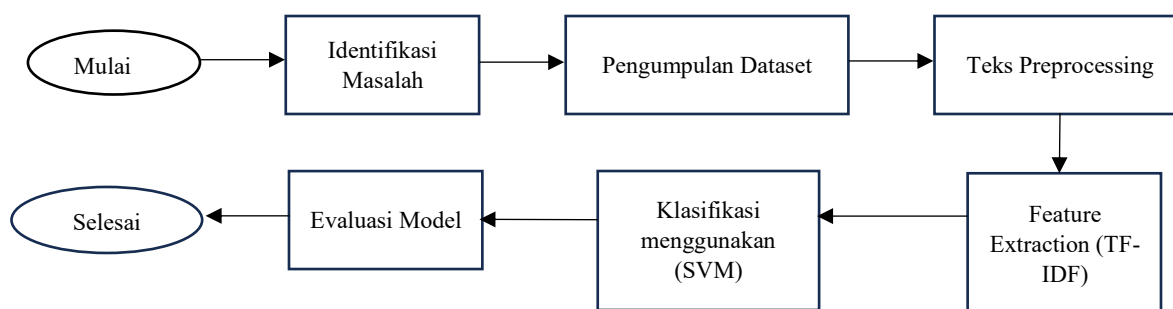 Mulai
Identifikasi
Masalah
Pengumpulan Dataset
Teks Preprocessing
Feature
Extraction (TF-
IDF)
Klasifikasi
menggunakan
(SVM)
Evaluasi Model
Selesai